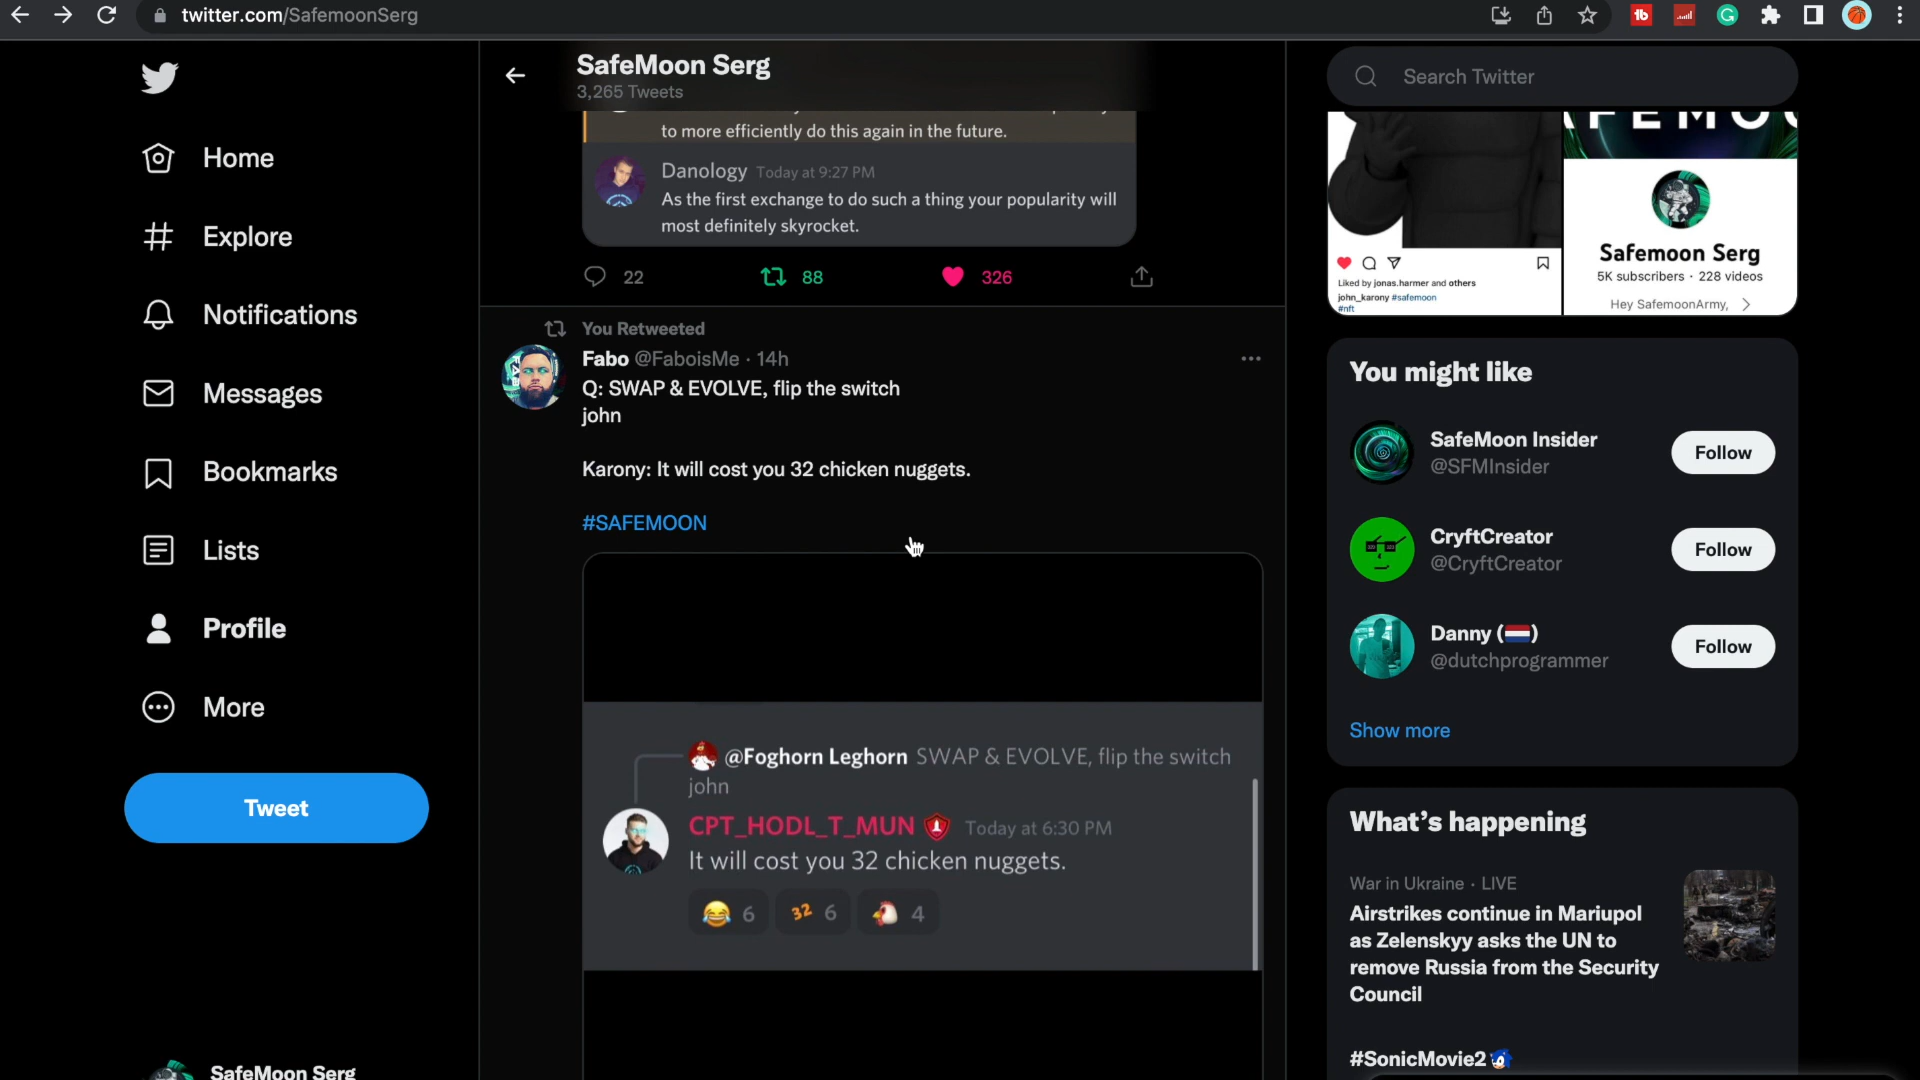 twitter.com/SafemoonSerg
Home
Explore
Notifications
Messages
Bookmarks
Lists
Profile
More
Tweet
SafeMoon Serg
SafeMoon Serg
3,265 Tweets
to more efficiently do this again in the future.
Danology Today at 9:27 PM
As the first exchange to do such a thing your popularity will
most definitely skyrocket.
22 88 326
You Retweeted
Fabo @FaboisMe · 14h
Q: SWAP & EVOLVE, flip the switch
john
Karony: It will cost you 32 chicken nuggets.
#SAFEMOON
@Foghorn Leghorn SWAP & EVOLVE, flip the switch
john
CPT_HODL_T_MUN Today at 6:30 PM
It will cost you 32 chicken nuggets.
😂 6 32 6 🐔 4
Search Twitter
Liked by jonas.harmer and others
john_karony #safemoon
#nft
Safemoon Serg
5K subscribers · 228 videos
Hey SafemoonArmy,
You might like
SafeMoon Insider
@SFMInsider
Follow
CryftCreator
@CryftCreator
Follow
Danny (🇳🇱)
@dutchprogrammer
Follow
Show more
What's happening
War in Ukraine · LIVE
Airstrikes continue in Mariupol
as Zelenskyy asks the UN to
remove Russia from the Security
Council
#SonicMovie2